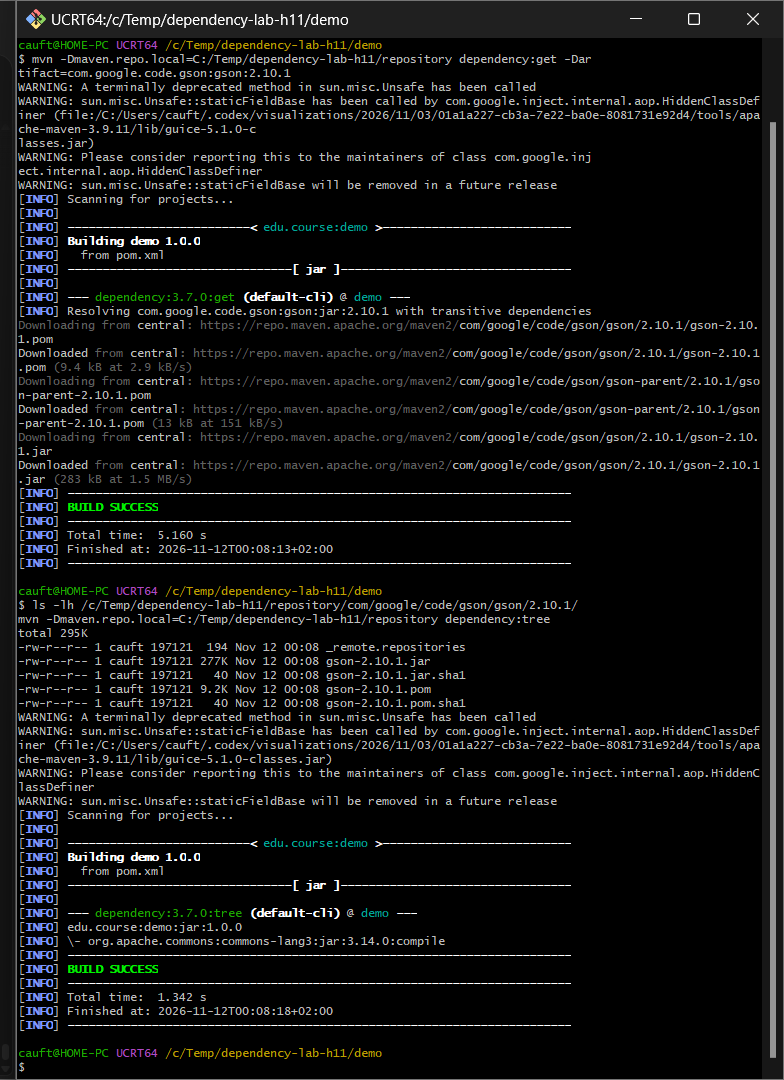 UCRT64:/c/Temp/dependency-lab-h11/demo
cauft@HOME-PC UCRT64 /c/Temp/dependency-lab-h11/demo
$ mvn -Dmaven.repo.local=C:/Temp/dependency-lab-h11/repository dependency:get -Dar
tifact=com.google.code.gson:gson:2.10.1
WARNING: A terminally deprecated method in sun.misc.Unsafe has been called
WARNING: sun.misc.Unsafe::staticFieldBase has been called by com.google.inject.internal.aop.HiddenClassDef
iner (file:/C:/Users/cauft/.codex/visualizations/2026/11/03/01a1a227-cb3a-7e22-ba0e-8081731e92d4/tools/apa
che-maven-3.9.11/lib/guice-5.1.0-c
lasses.jar)
WARNING: Please consider reporting this to the maintainers of class com.google.inj
ect.internal.aop.HiddenClassDefiner
WARNING: sun.misc.Unsafe::staticFieldBase will be removed in a future release
[INFO] Scanning for projects...
[INFO]
[INFO] --------------------------< edu.course:demo >---------------------------
[INFO] Building demo 1.0.0
[INFO]   from pom.xml
[INFO] --------------------------------[ jar ]---------------------------------
[INFO]
[INFO] --- dependency:3.7.0:get (default-cli) @ demo ---
[INFO] Resolving com.google.code.gson:gson:jar:2.10.1 with transitive dependencies
Downloading from central: https://repo.maven.apache.org/maven2/com/google/code/gson/gson/2.10.1/gson-2.10.
1.pom
Downloaded from central: https://repo.maven.apache.org/maven2/com/google/code/gson/gson/2.10.1/gson-2.10.1
.pom (9.4 kB at 2.9 kB/s)
Downloading from central: https://repo.maven.apache.org/maven2/com/google/code/gson/gson-parent/2.10.1/gso
n-parent-2.10.1.pom
Downloaded from central: https://repo.maven.apache.org/maven2/com/google/code/gson/gson-parent/2.10.1/gson
-parent-2.10.1.pom (13 kB at 151 kB/s)
Downloading from central: https://repo.maven.apache.org/maven2/com/google/code/gson/gson/2.10.1/gson-2.10.
1.jar
Downloaded from central: https://repo.maven.apache.org/maven2/com/google/code/gson/gson/2.10.1/gson-2.10.1
.jar (283 kB at 1.5 MB/s)
[INFO] ------------------------------------------------------------------------
[INFO] BUILD SUCCESS
[INFO] ------------------------------------------------------------------------
[INFO] Total time:  5.160 s
[INFO] Finished at: 2026-11-12T00:08:13+02:00
[INFO] ------------------------------------------------------------------------
cauft@HOME-PC UCRT64 /c/Temp/dependency-lab-h11/demo
$ ls -lh /c/Temp/dependency-lab-h11/repository/com/google/code/gson/gson/2.10.1/
mvn -Dmaven.repo.local=C:/Temp/dependency-lab-h11/repository dependency:tree
total 295K
-rw-r--r-- 1 cauft 197121  194 Nov 12 00:08 _remote.repositories
-rw-r--r-- 1 cauft 197121 277K Nov 12 00:08 gson-2.10.1.jar
-rw-r--r-- 1 cauft 197121   40 Nov 12 00:08 gson-2.10.1.jar.sha1
-rw-r--r-- 1 cauft 197121 9.2K Nov 12 00:08 gson-2.10.1.pom
-rw-r--r-- 1 cauft 197121   40 Nov 12 00:08 gson-2.10.1.pom.sha1
WARNING: A terminally deprecated method in sun.misc.Unsafe has been called
WARNING: sun.misc.Unsafe::staticFieldBase has been called by com.google.inject.internal.aop.HiddenClassDef
iner (file:/C:/Users/cauft/.codex/visualizations/2026/11/03/01a1a227-cb3a-7e22-ba0e-8081731e92d4/tools/apa
che-maven-3.9.11/lib/guice-5.1.0-classes.jar)
WARNING: Please consider reporting this to the maintainers of class com.google.inject.internal.aop.HiddenC
lassDefiner
WARNING: sun.misc.Unsafe::staticFieldBase will be removed in a future release
[INFO] Scanning for projects...
[INFO]
[INFO] --------------------------< edu.course:demo >---------------------------
[INFO] Building demo 1.0.0
[INFO]   from pom.xml
[INFO] --------------------------------[ jar ]---------------------------------
[INFO]
[INFO] --- dependency:3.7.0:tree (default-cli) @ demo ---
[INFO] edu.course:demo:jar:1.0.0
[INFO] \- org.apache.commons:commons-lang3:jar:3.14.0:compile
[INFO] ------------------------------------------------------------------------
[INFO] BUILD SUCCESS
[INFO] ------------------------------------------------------------------------
[INFO] Total time:  1.342 s
[INFO] Finished at: 2026-11-12T00:08:18+02:00
[INFO] ------------------------------------------------------------------------
cauft@HOME-PC UCRT64 /c/Temp/dependency-lab-h11/demo
$